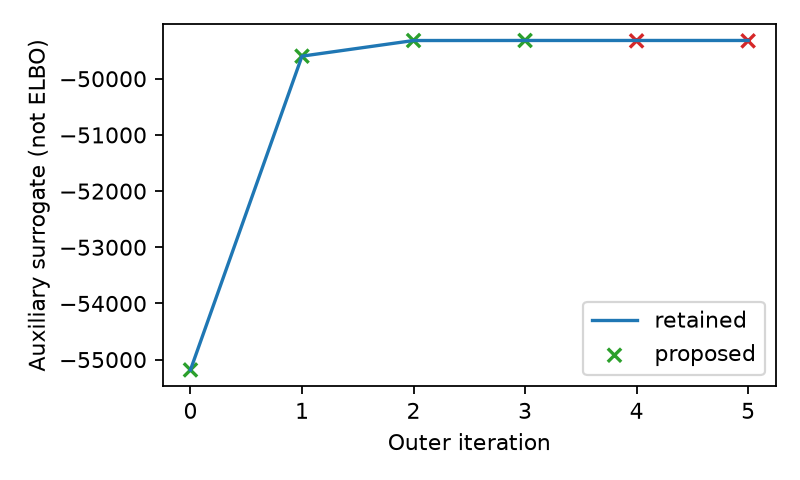 Auxiliary surrogate (not ELBO)
−50000
−51000
−52000
−53000
−54000
−55000
retained
proposed
0 1 2 3 4 5
Outer iteration